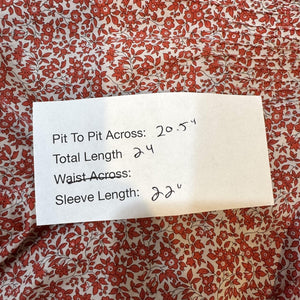 Pit To Pit Across: 20.5"
Total Length 24
Waist Across:
Sleeve Length: 22"